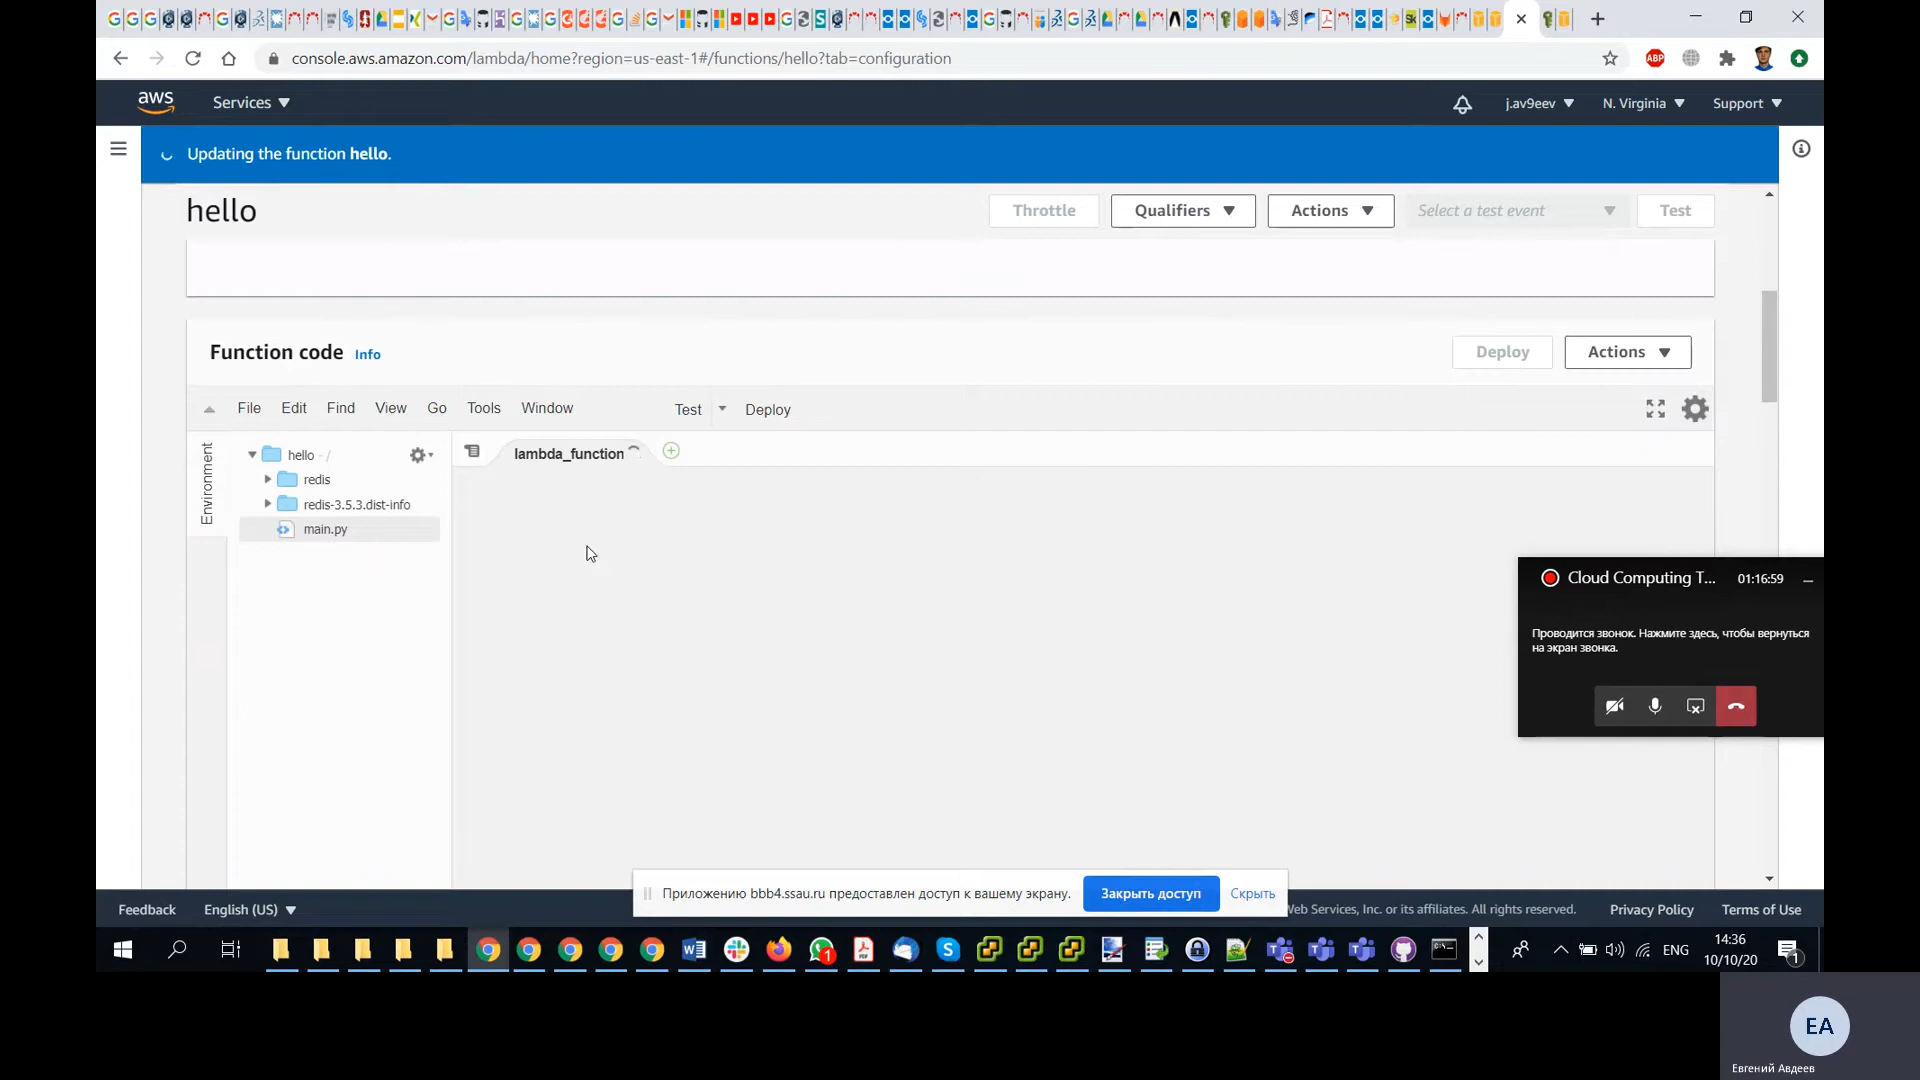 console.aws.amazon.com/lambda/home?region=us-east-1#/functions/hello?tab=configuration
ABP
aws
Services
j.av9eev
N. Virginia
Support
Updating the function hello.
hello
Throttle
Qualifiers
Actions
Select a test event
Test
Function code Info
Deploy
Actions
File Edit Find View Go Tools Window Test Deploy
Environment
hello - /
redis
redis-3.5.3.dist-info
main.py
lambda_function
Cloud Computing T... 01:16:59
Проводится звонок. Нажмите здесь, чтобы вернуться
на экран звонка.
Приложению bbb4.ssau.ru предоставлен доступ к вашему экрану.
Закрыть доступ
Скрыть
Feedback
English (US)
Web Services, Inc. or its affiliates. All rights reserved.
Privacy Policy
Terms of Use
ENG
14:36
10/10/20
1
1
EA
Евгений Авдеев